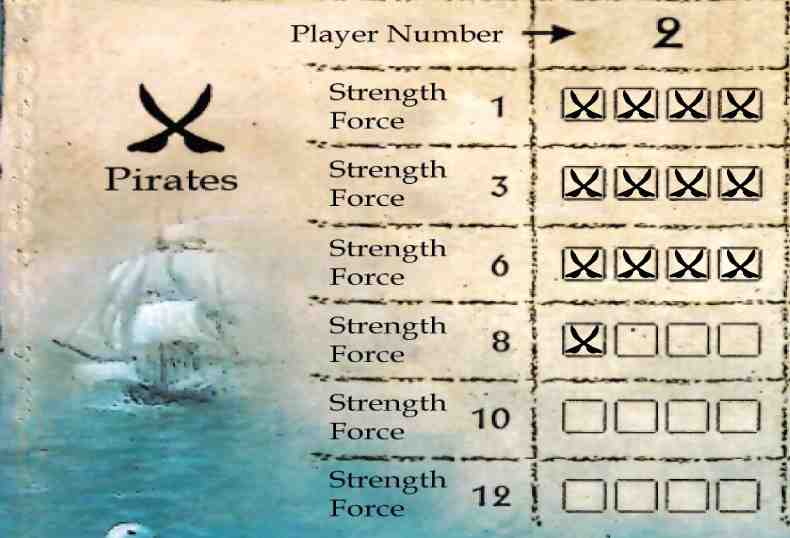 Player Number 2
Strength
Force 1
Strength
Force 3
Pirates
Strength
Force 6
Strength
Force 8
Strength
Force 10
Strength
Force 12